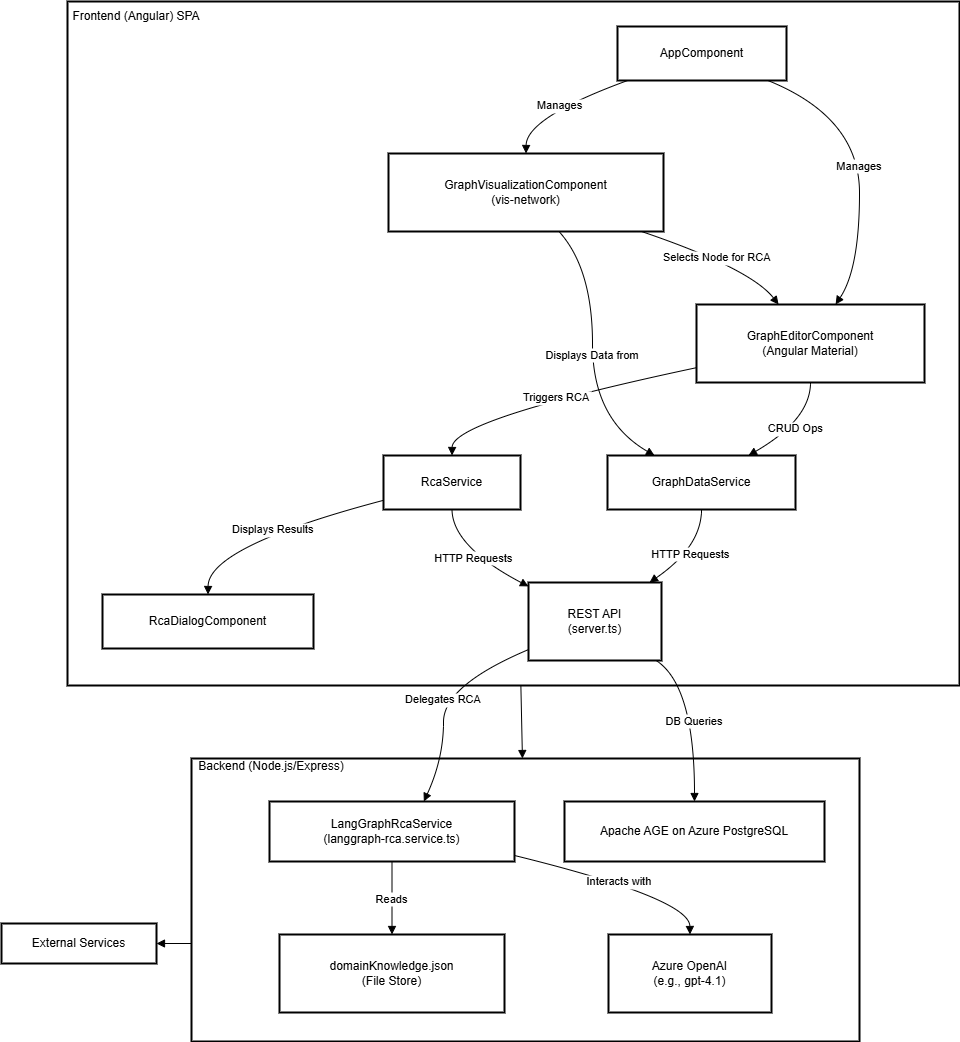 Frontend (Angular) SPA
AppComponent
Manages
Manages
GraphVisualizationComponent
(vis-network)
Selects Node for RCA
GraphEditorComponent
(Angular Material)
Displays Data from
Triggers RCA
CRUD Ops
RcaService
GraphDataService
Displays Results
HTTP Requests
HTTP Requests
RcaDialogComponent
REST API
(server.ts)
Delegates RCA
DB Queries
Backend (Node.js/Express)
LangGraphRcaService
(langgraph-rca.service.ts)
Apache AGE on Azure PostgreSQL
Interacts with
Reads
External Services
domainKnowledge.json
(File Store)
Azure OpenAI
(e.g., gpt-4.1)